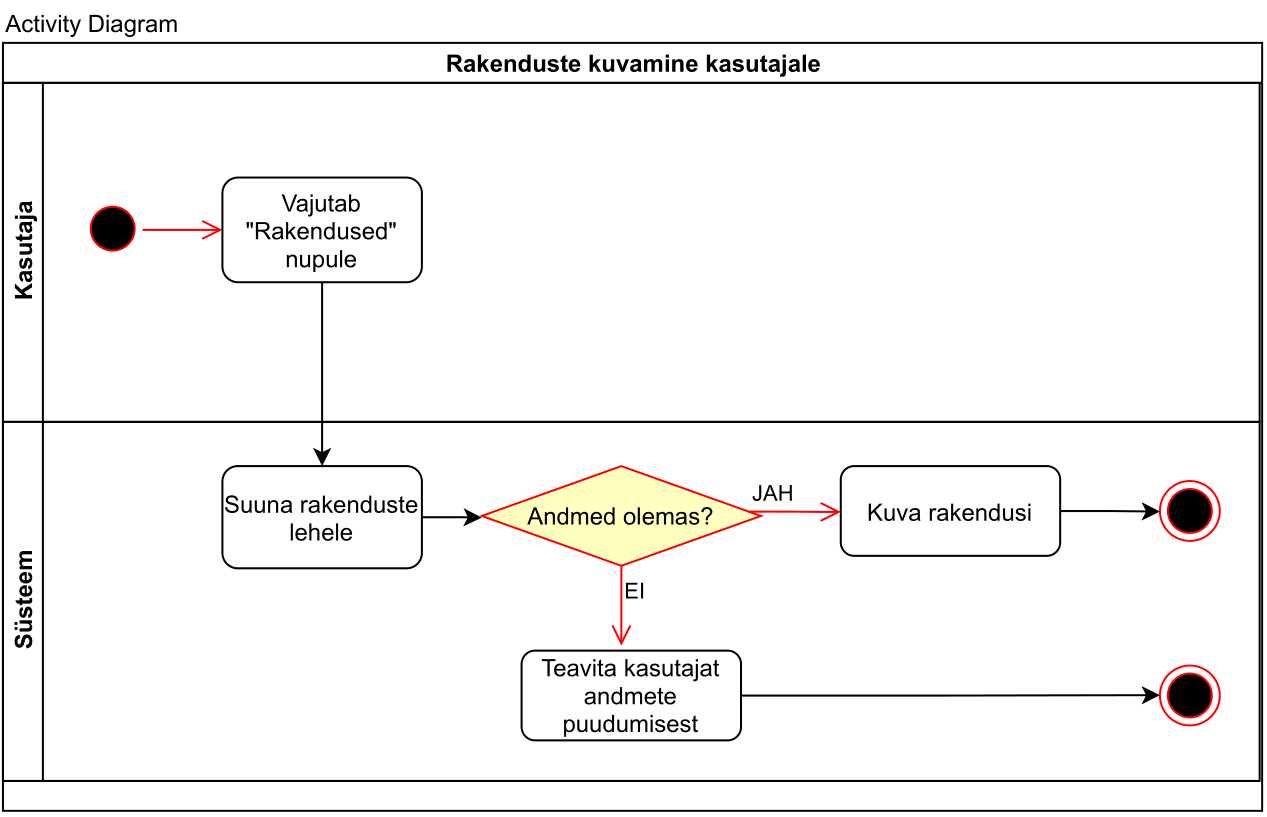 Activity Diagram
Rakenduste kuvamine kasutajale
Kasutaja
Vajutab
"Rakendused"
nupule
Süsteem
Suuna rakenduste
lehele
Andmed olemas?
JAH
Kuva rakendusi
EI
Teavita kasutajat
andmete
puudumisest